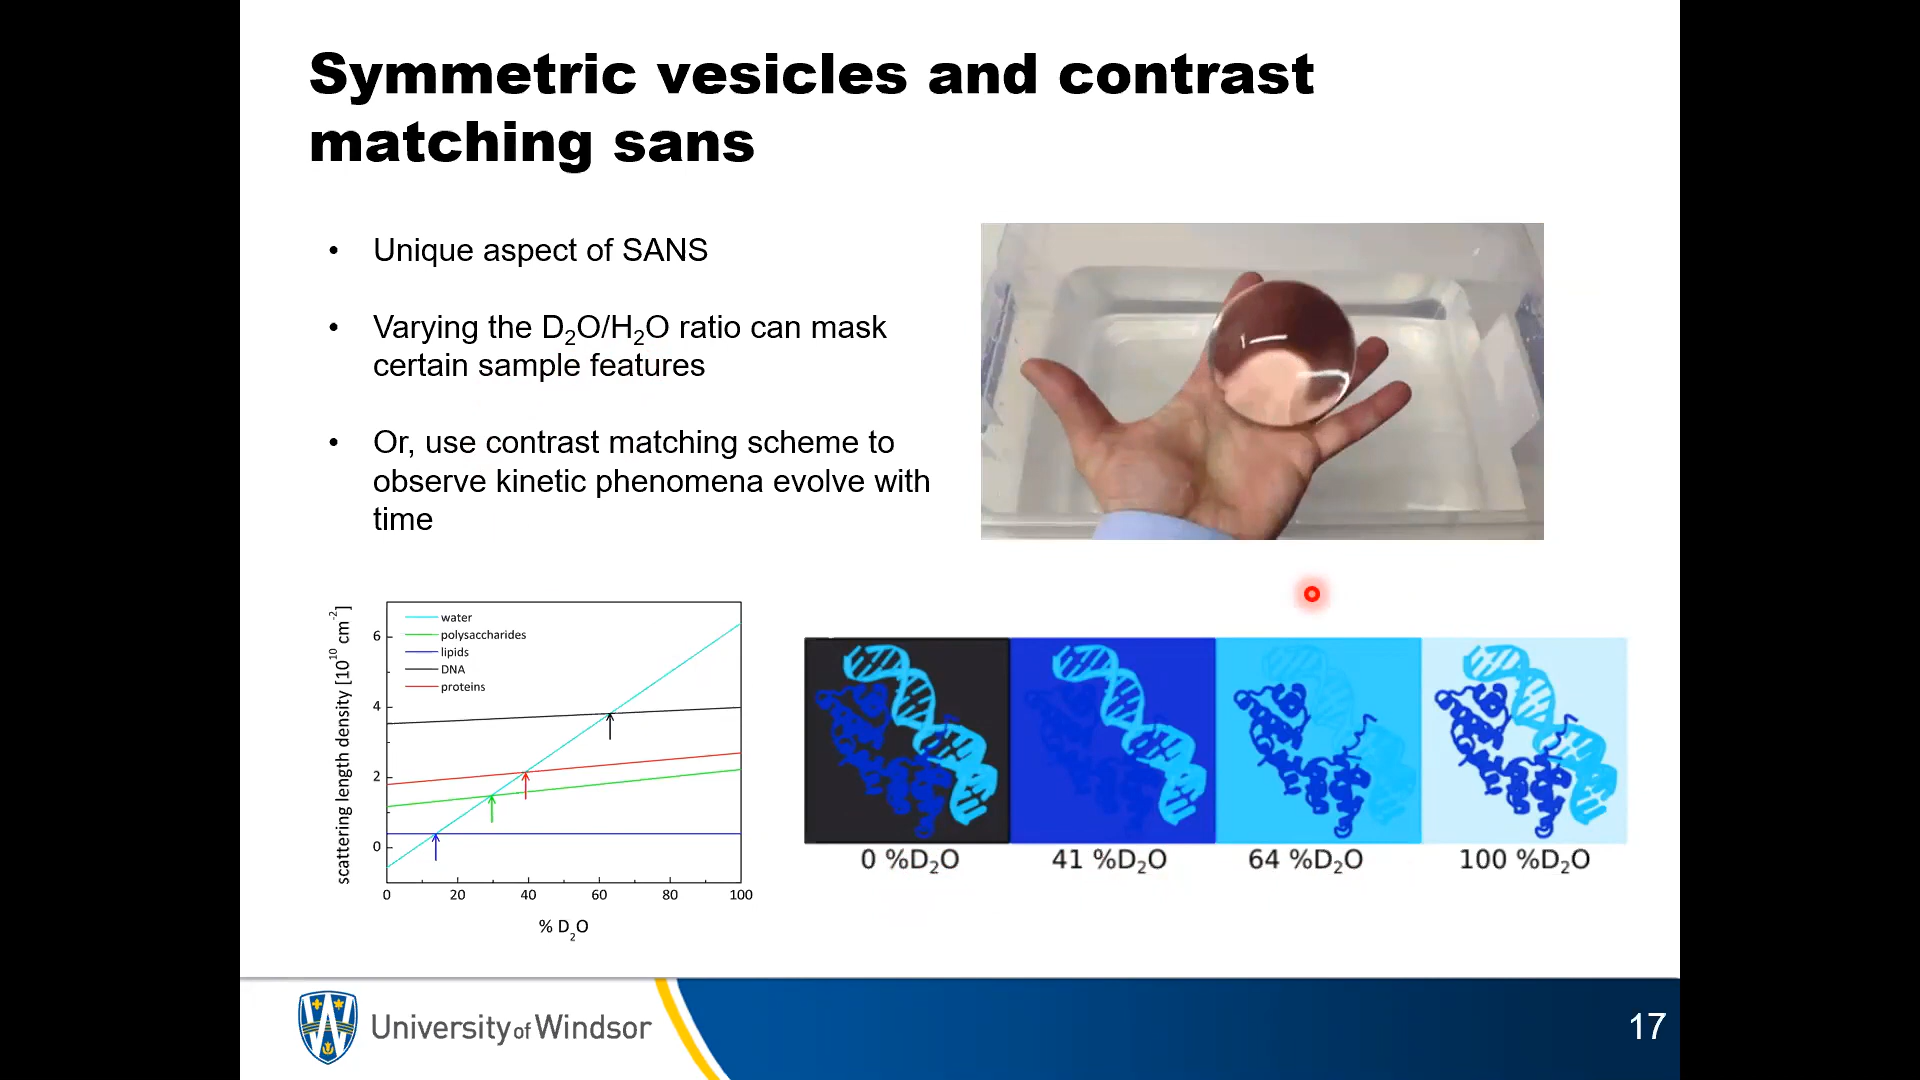 Symmetric vesicles and contrast
matching sans
• Unique aspect of SANS
• Varying the D₂O/H₂O ratio can mask
certain sample features
• Or, use contrast matching scheme to
observe kinetic phenomena evolve with
time
scattering length density [10¹⁰ cm⁻²]
water
polysaccharides
lipids
DNA
proteins
6
4
2
0
0 20 40 60 80 100
% D₂O
0 %D₂O 41 %D₂O 64 %D₂O 100 %D₂O
University of Windsor
17